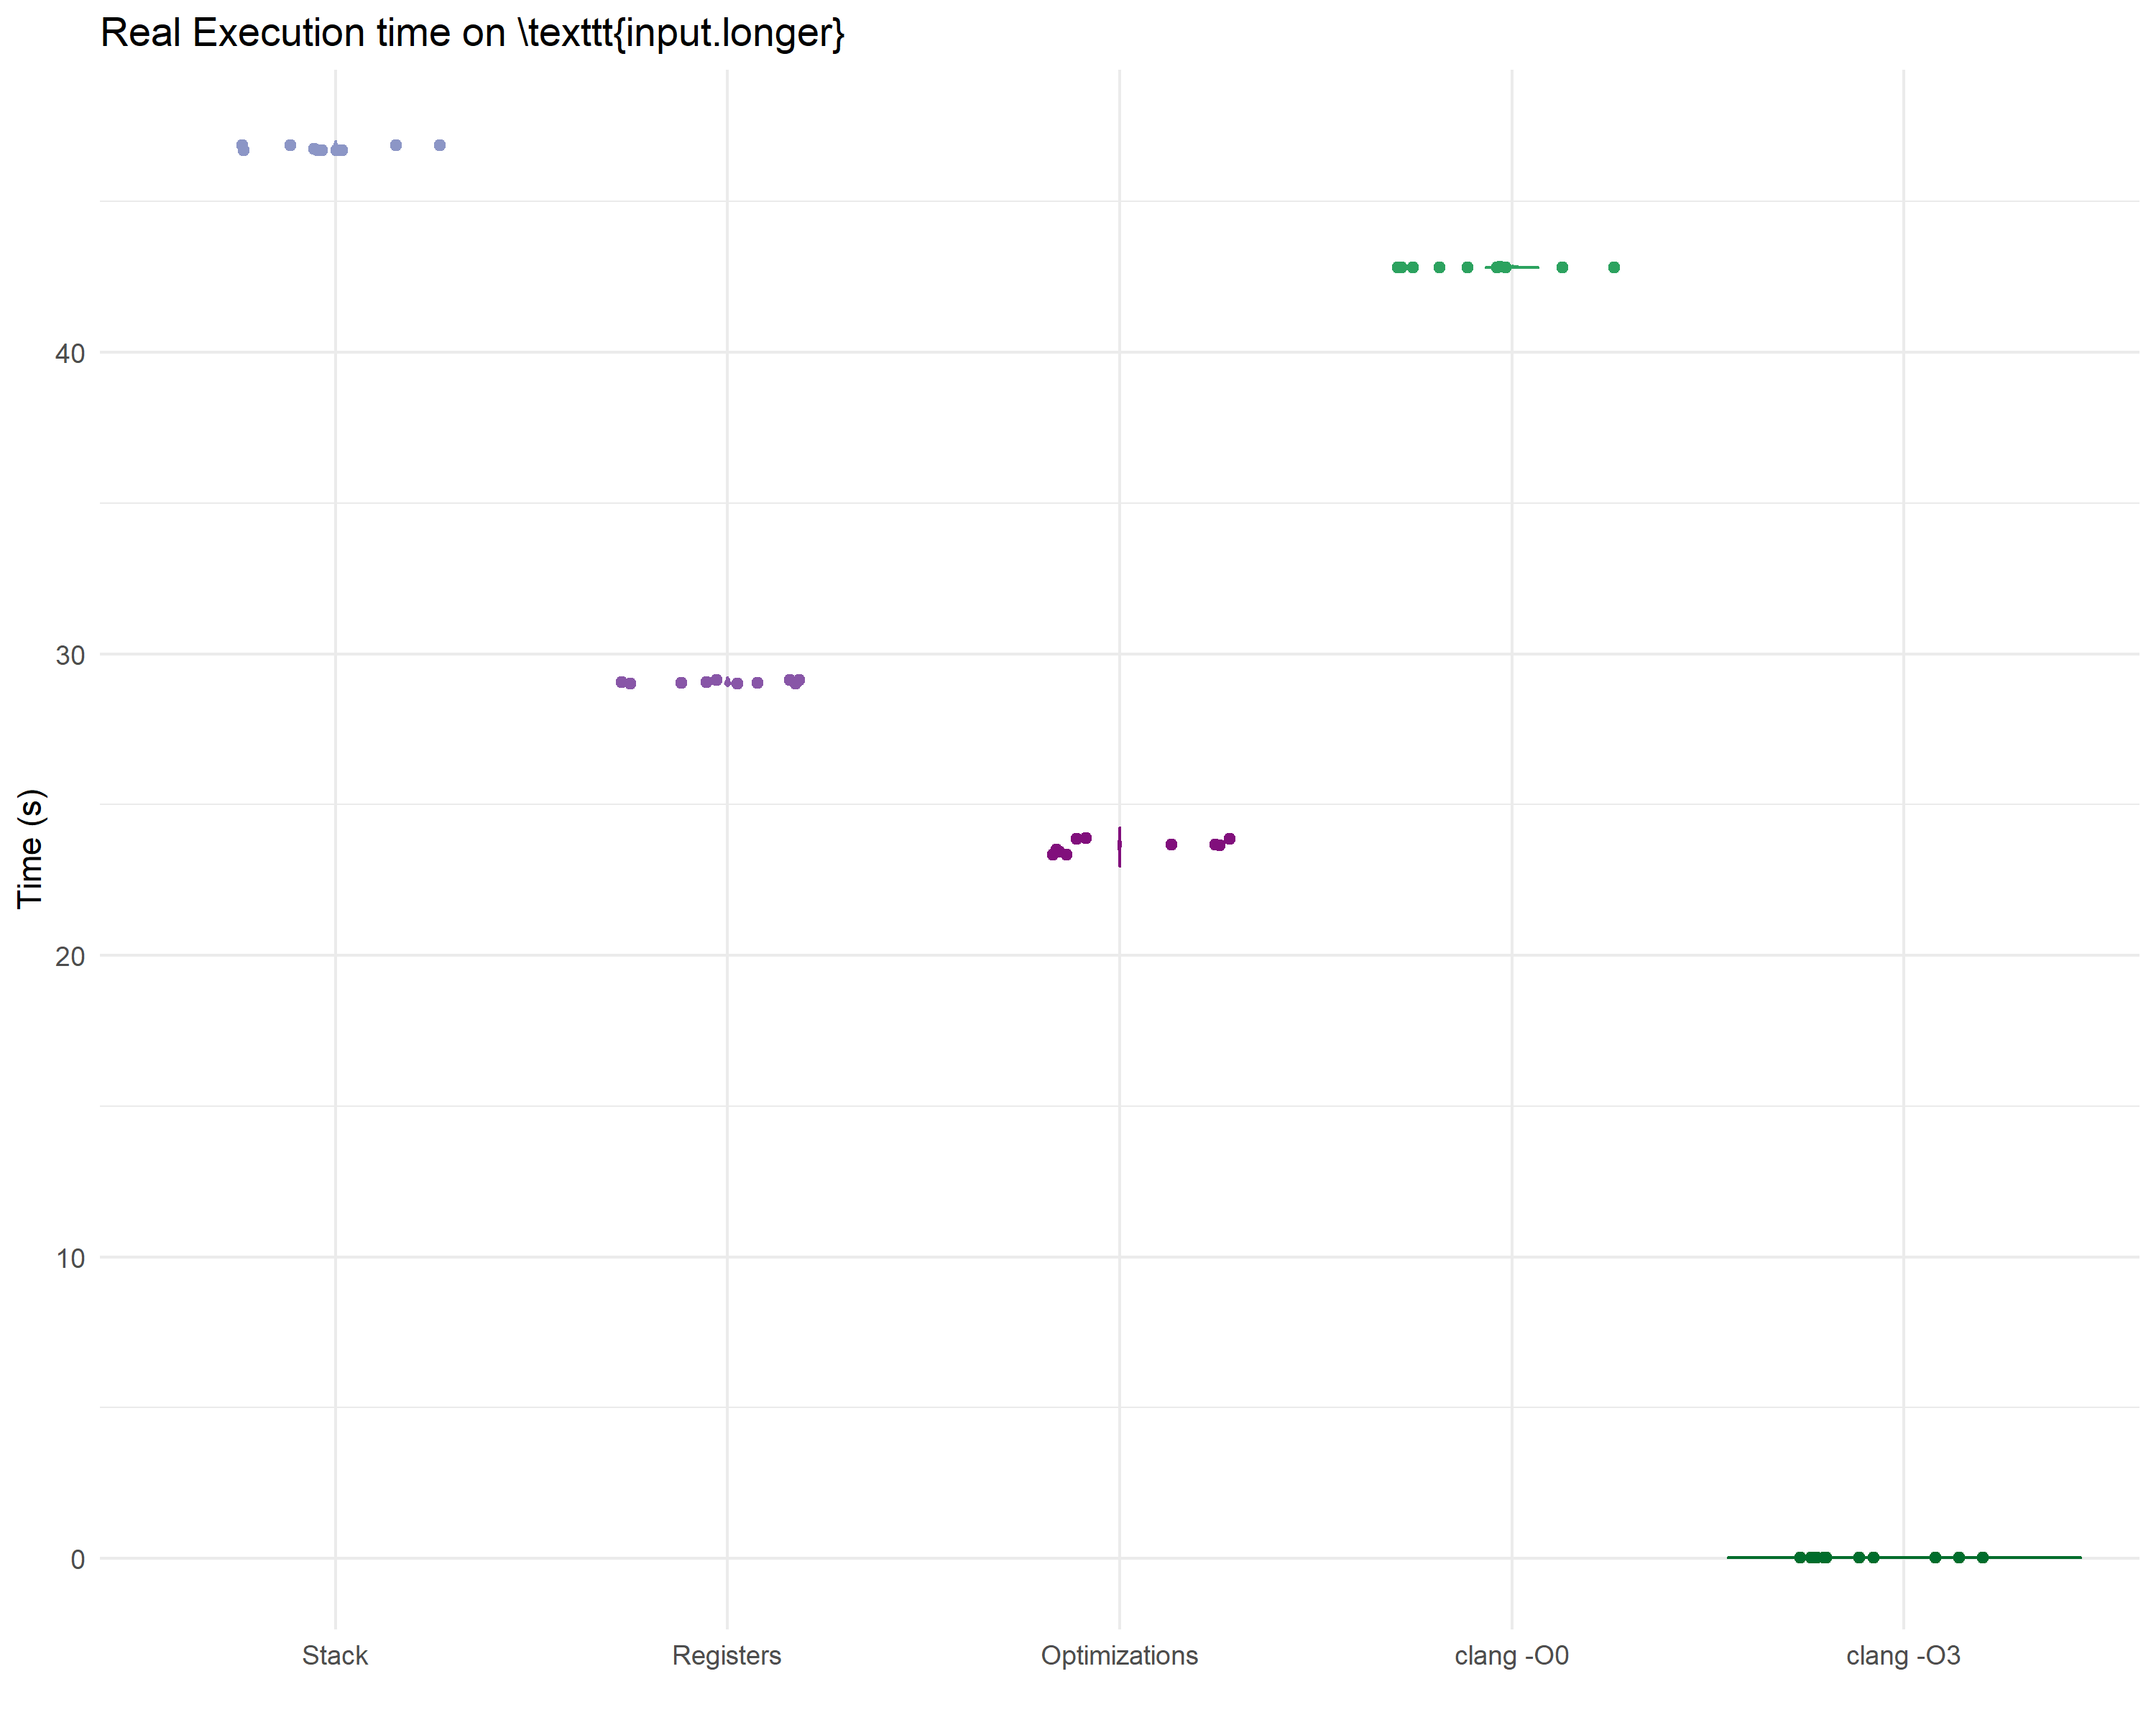 Real Execution time on \texttt{input.longer}
Time (s)
40
30
20
10
0
Stack Registers Optimizations clang -O0 clang -O3